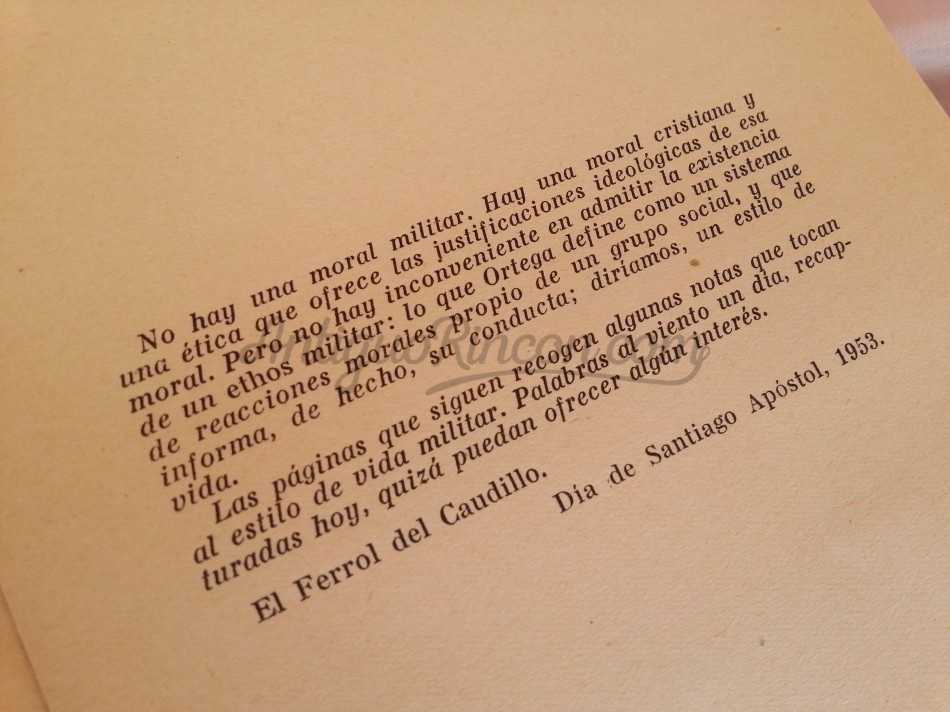 No hay una moral militar. Hay una moral cristiana y
una ética que ofrece las justificaciones ideológicas de esa
moral. Pero no hay inconveniente en admitir la existencia
de un ethos militar: lo que Ortega define como un sistema
de reacciones morales propio de un grupo social, y que
informa, de hecho, su conducta; diríamos, un estilo de
vida.
Las páginas que siguen recogen algunas notas que tocan
al estilo de vida militar. Palabras al viento un día, recap-
turadas hoy, quizá puedan ofrecer algún interés.
El Ferrol del Caudillo.
Día de Santiago Apóstol, 1953.
AntiguoRincon.com